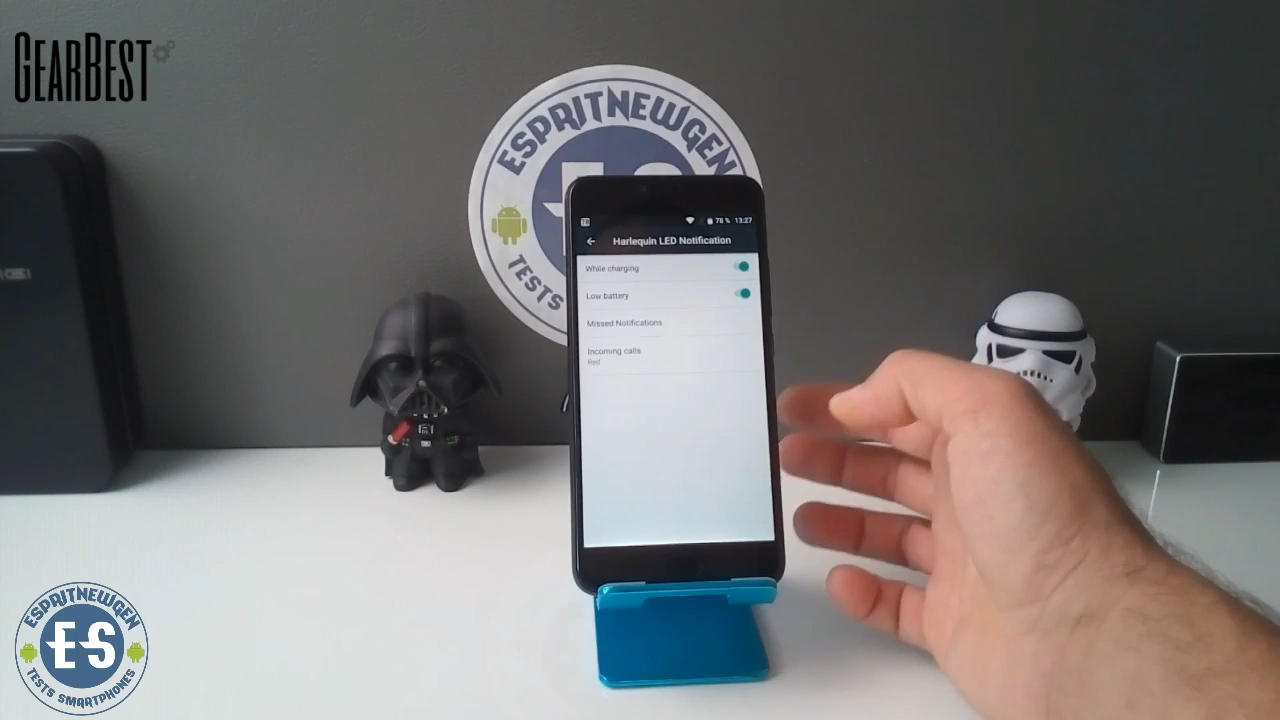 GEARBEST
ESPRITNEWGEN
TESTS
78 % 13:27
Harlequin LED Notification
While charging
Low battery
Missed Notifications
Incoming calls
Red
ESPRITNEWGEN
ES
TESTS SMARTPHONES